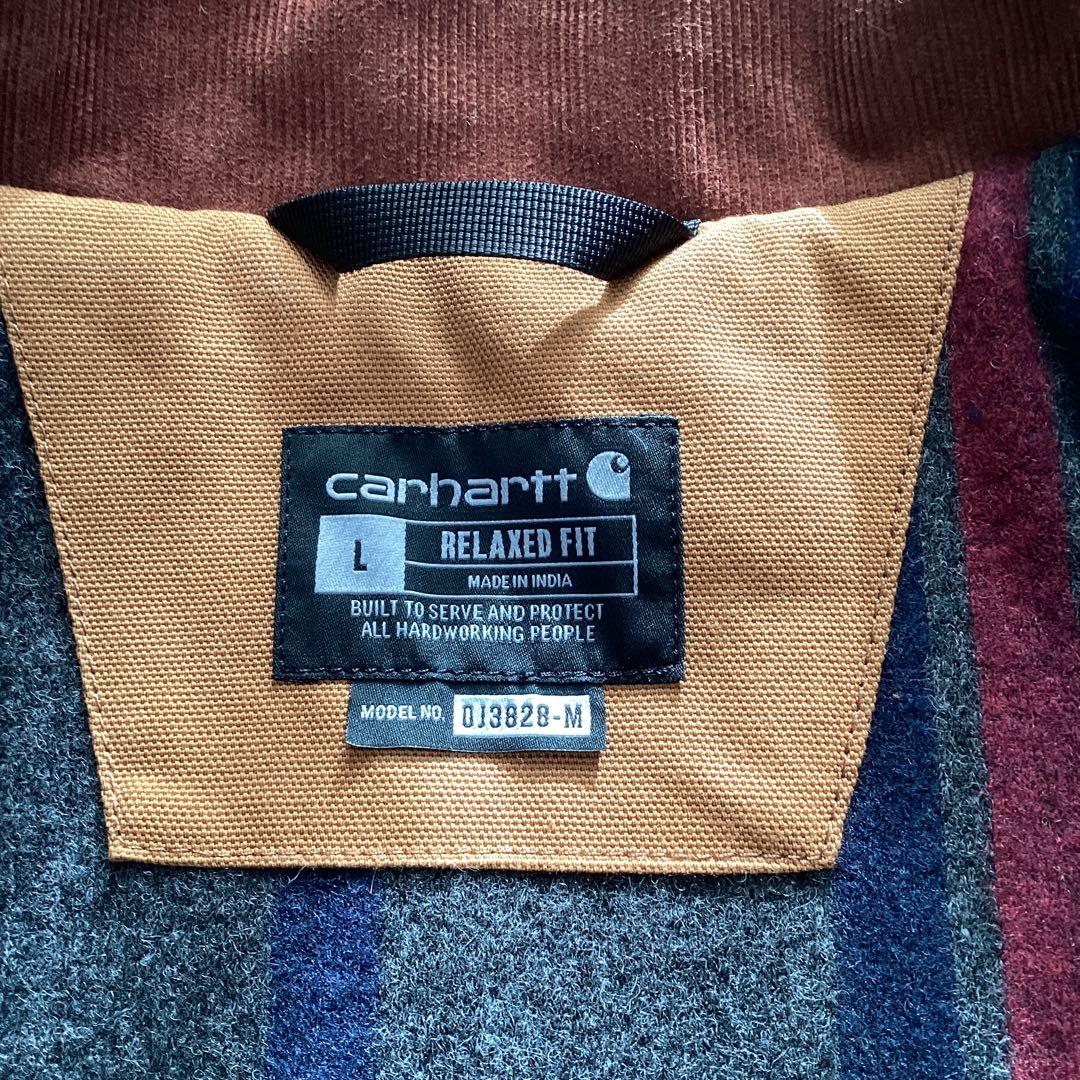 carhartt
L RELAXED FIT
MADE IN INDIA
BUILT TO SERVE AND PROTECT
ALL HARDWORKING PEOPLE
MODEL NO. OJ3828-M